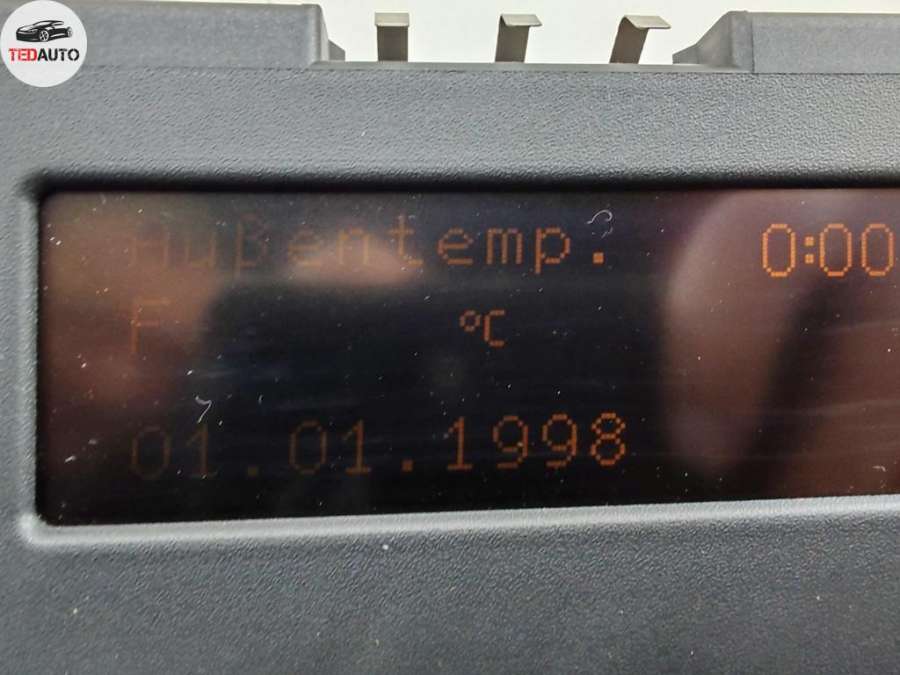 TEDAUTO
Außentemp. 0:00
F °C
01.01.1998